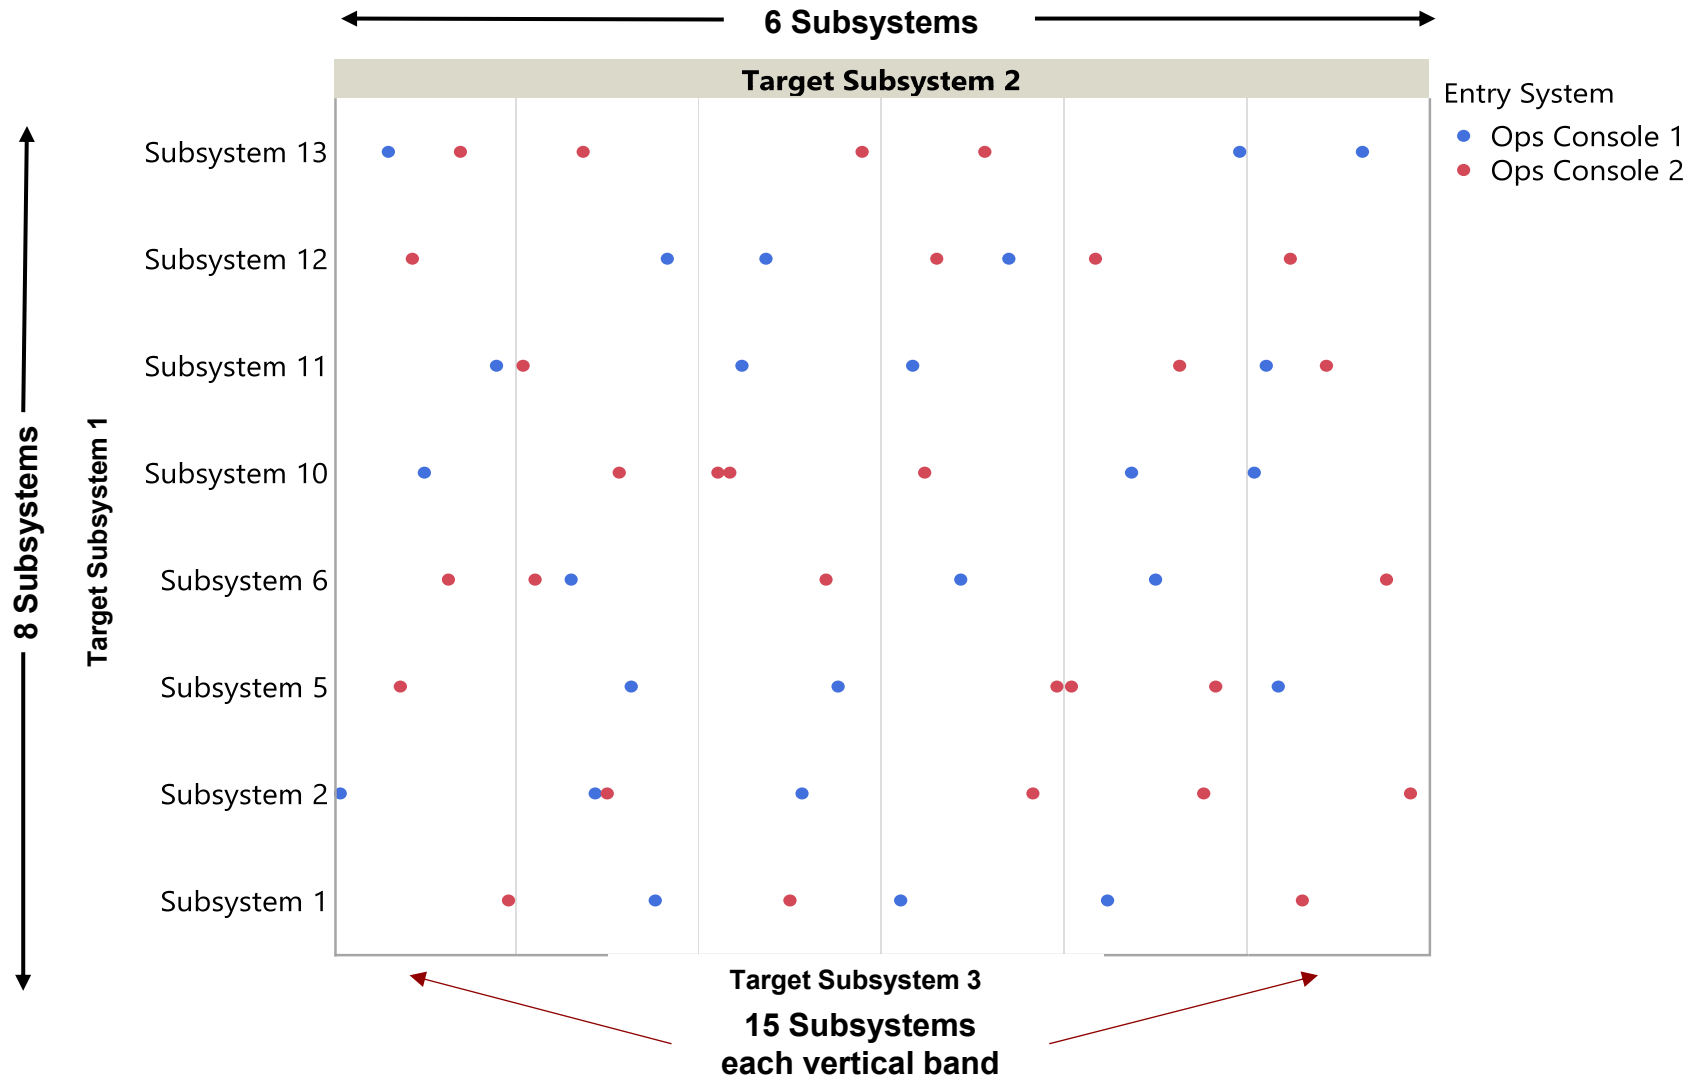 6 Subsystems
Target Subsystem 2
Entry System
Ops Console 1
Ops Console 2
Subsystem 13
Subsystem 12
Subsystem 11
Subsystem 10
Subsystem 6
Subsystem 5
Subsystem 2
Subsystem 1
8 Subsystems
Target Subsystem 1
Target Subsystem 3
15 Subsystems
each vertical band